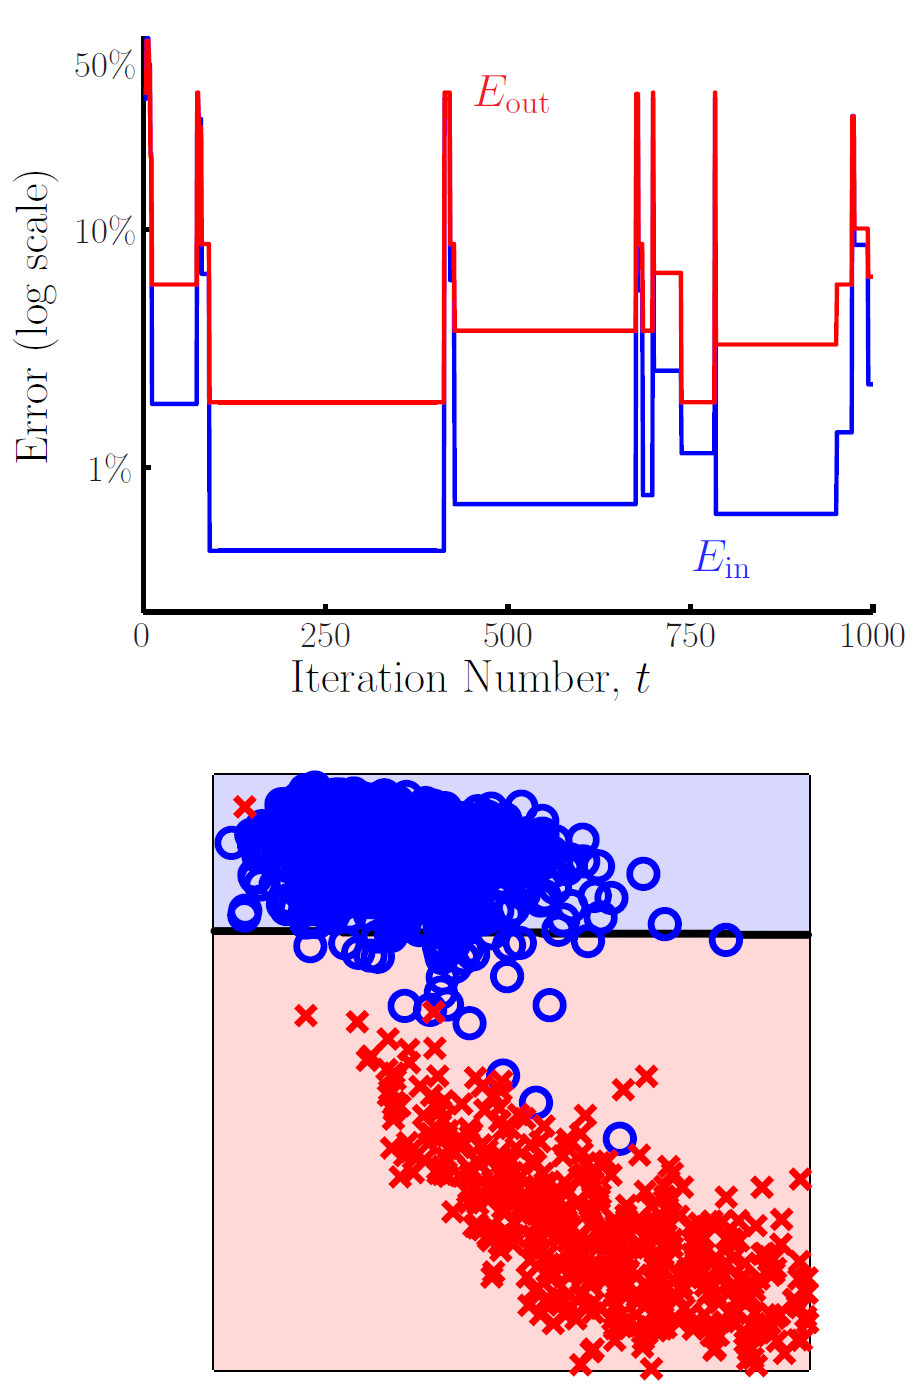 50%
E_out
10%
Error (log scale)
1%
E_in
0 250 500 750 1000
Iteration Number, t